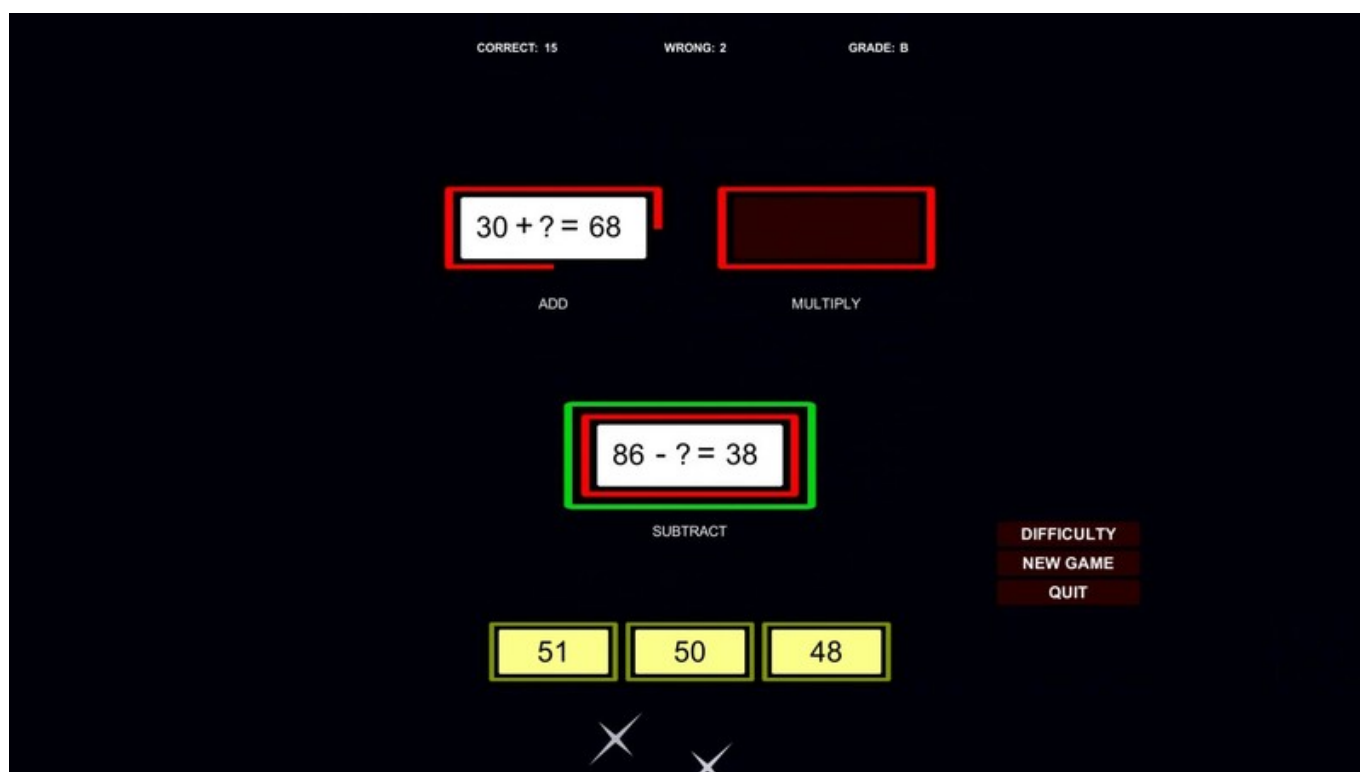 CORRECT: 15 WRONG: 2 GRADE: B
30 + ? = 68
ADD
MULTIPLY
86 - ? = 38
SUBTRACT
DIFFICULTY
NEW GAME
QUIT
51 50 48